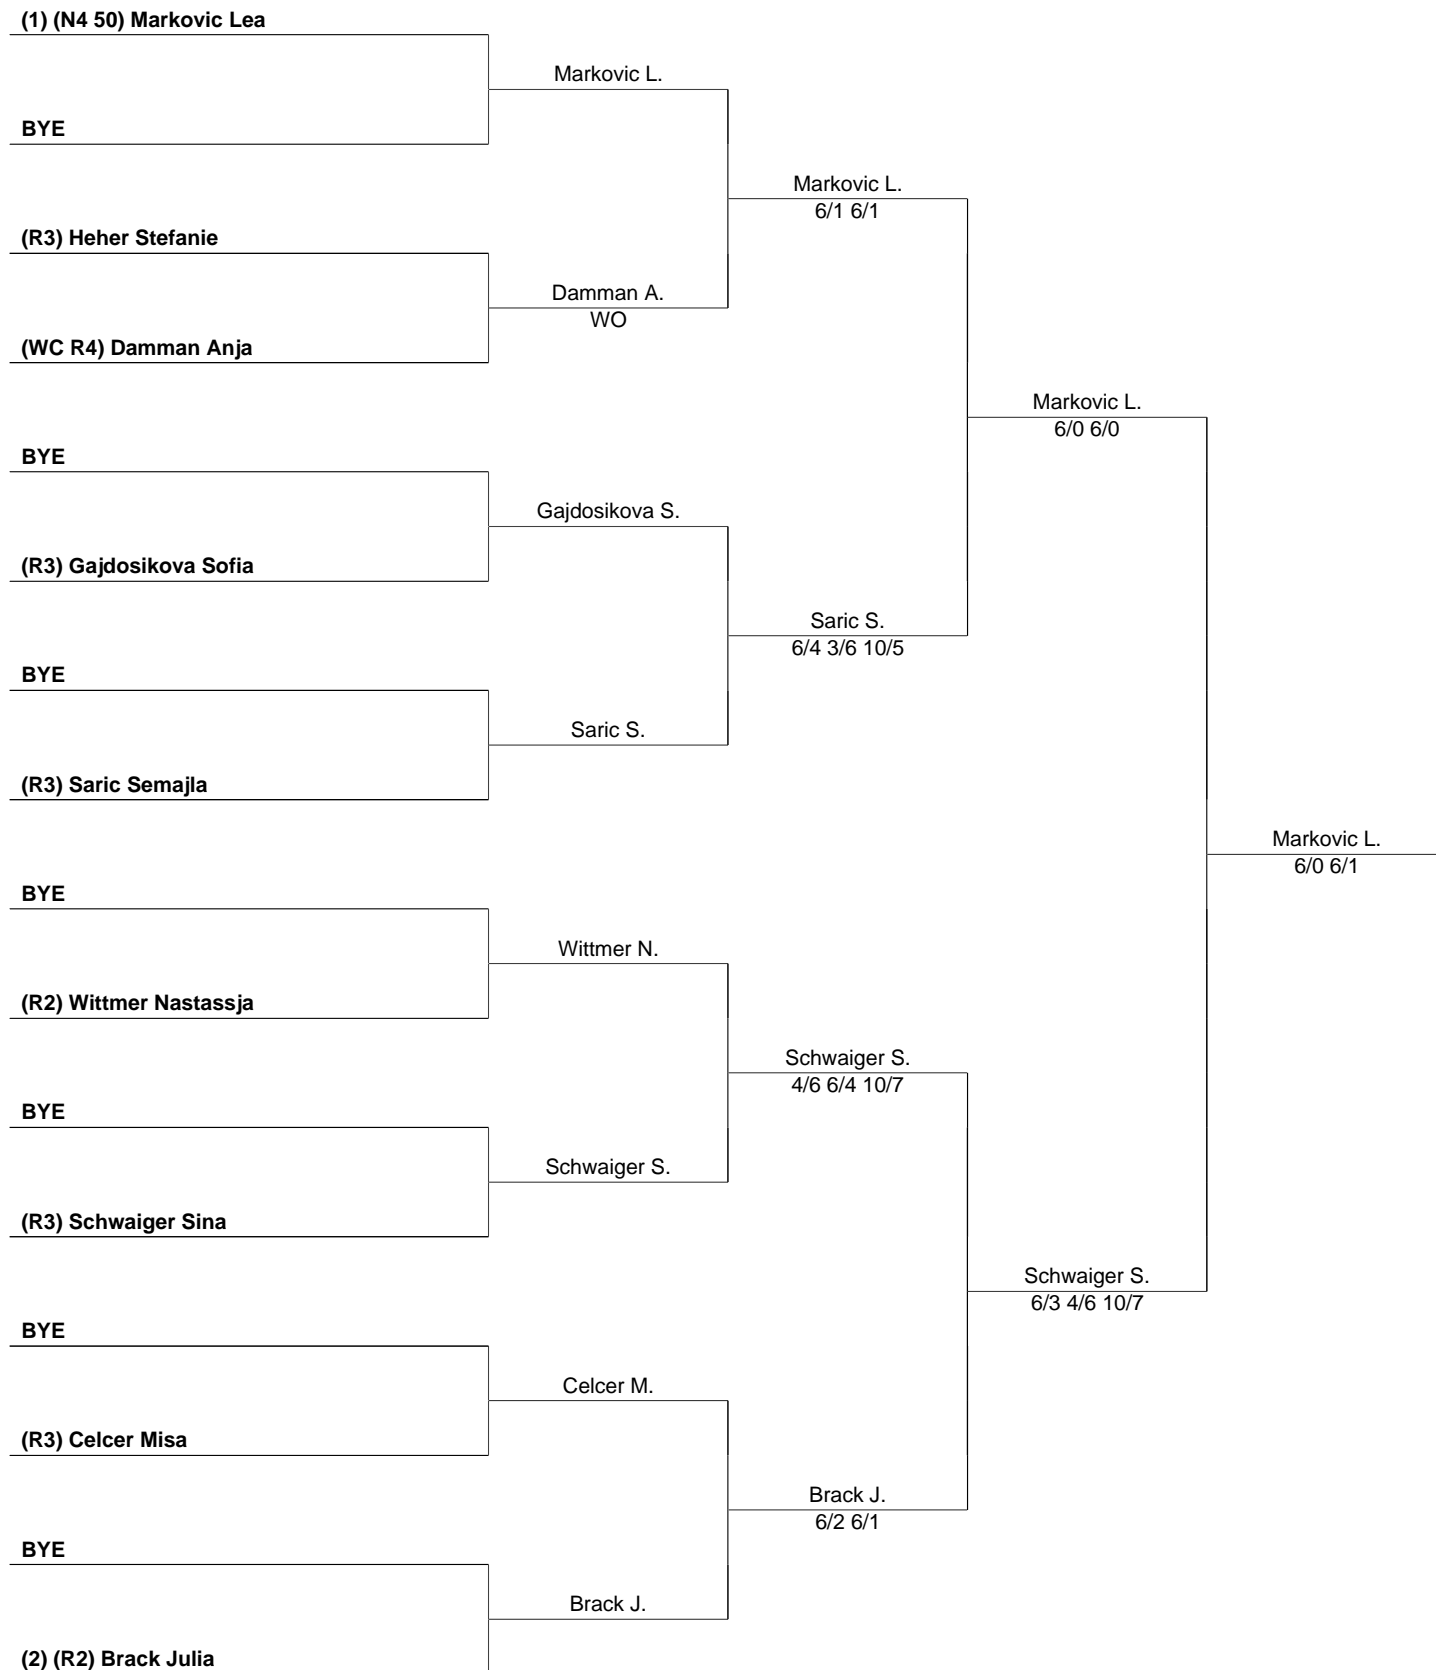 (1) (N4 50) Markovic Lea
Markovic L.
BYE
Markovic L.
6/1 6/1
(R3) Heher Stefanie
Damman A.
WO
(WC R4) Damman Anja
Markovic L.
6/0 6/0
BYE
Gajdosikova S.
(R3) Gajdosikova Sofia
Saric S.
6/4 3/6 10/5
BYE
Saric S.
(R3) Saric Semajla
Markovic L.
6/0 6/1
BYE
Wittmer N.
(R2) Wittmer Nastassja
Schwaiger S.
4/6 6/4 10/7
BYE
Schwaiger S.
(R3) Schwaiger Sina
Schwaiger S.
6/3 4/6 10/7
BYE
Celcer M.
(R3) Celcer Misa
Brack J.
6/2 6/1
BYE
Brack J.
(2) (R2) Brack Julia